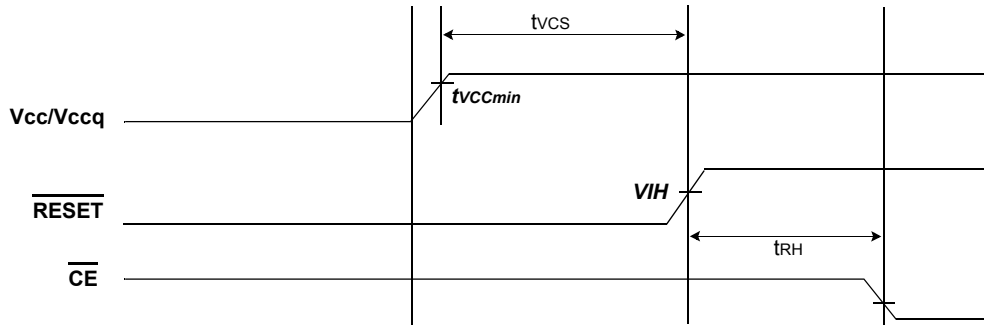 tVCS
tVCCmin
Vcc/Vccq
VIH
RESET
tRH
CE